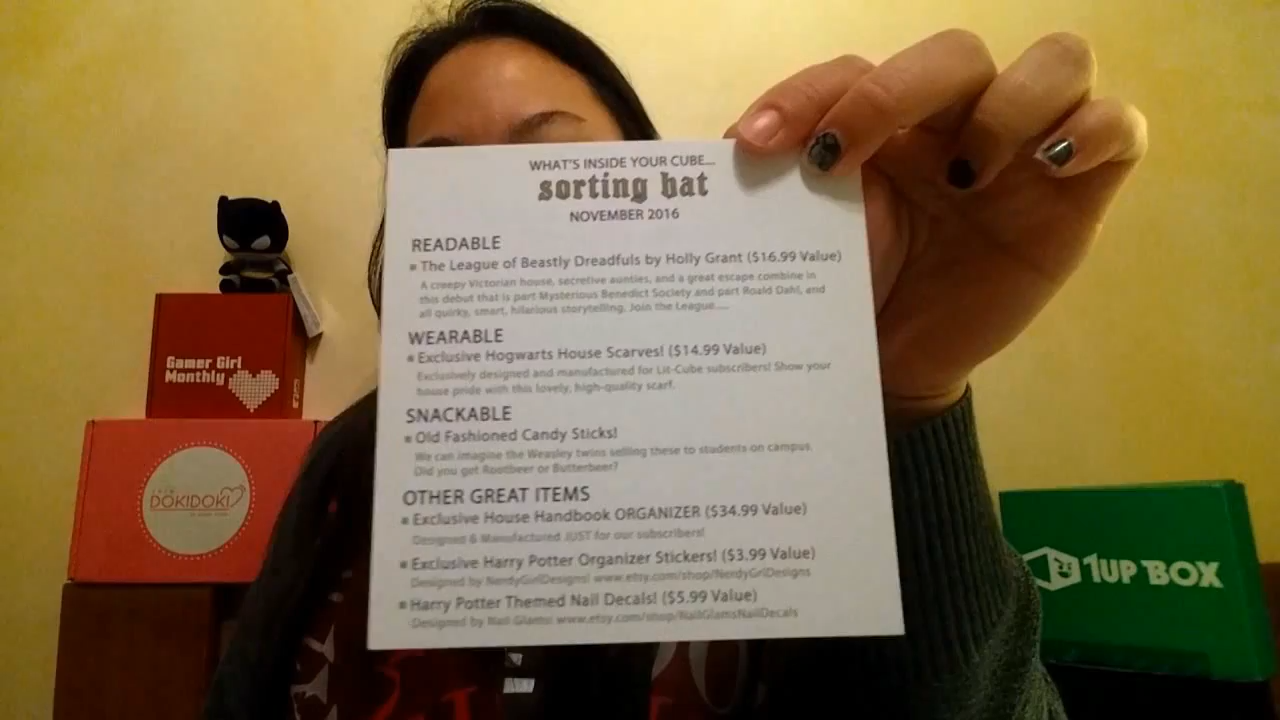 WHAT'S INSIDE YOUR CUBE...
sorting hat
NOVEMBER 2016
READABLE
▪ The League of Beastly Dreadfuls by Holly Grant ($16.99 Value)
A creepy Victorian house, secretive aunties, and a great escape combine in
this debut that is part Mysterious Benedict Society and part Roald Dahl, and
all quirky, smart, hilarious storytelling. Join the League....
WEARABLE
▪ Exclusive Hogwarts House Scarves! ($14.99 Value)
Exclusively designed and manufactured for Lit-Cube subscribers! Show your
house pride with this lovely, high-quality scarf.
SNACKABLE
▪ Old Fashioned Candy Sticks!
We can imagine the Weasley twins selling these to students on campus.
Did you get Rootbeer or Butterbeer?
OTHER GREAT ITEMS
▪ Exclusive House Handbook ORGANIZER ($34.99 Value)
Designed & Manufactured JUST for our subscribers!
▪ Exclusive Harry Potter Organizer Stickers! ($3.99 Value)
Designed by NerdyGirlDesigns! www.etsy.com/shop/NerdyGrlDesigns
▪ Harry Potter Themed Nail Decals! ($5.99 Value)
Designed by Nail Glams! www.etsy.com/shop/NailGlamsNailDecals
Gamer Girl
Monthly
DOKIDOKI
1UP BOX